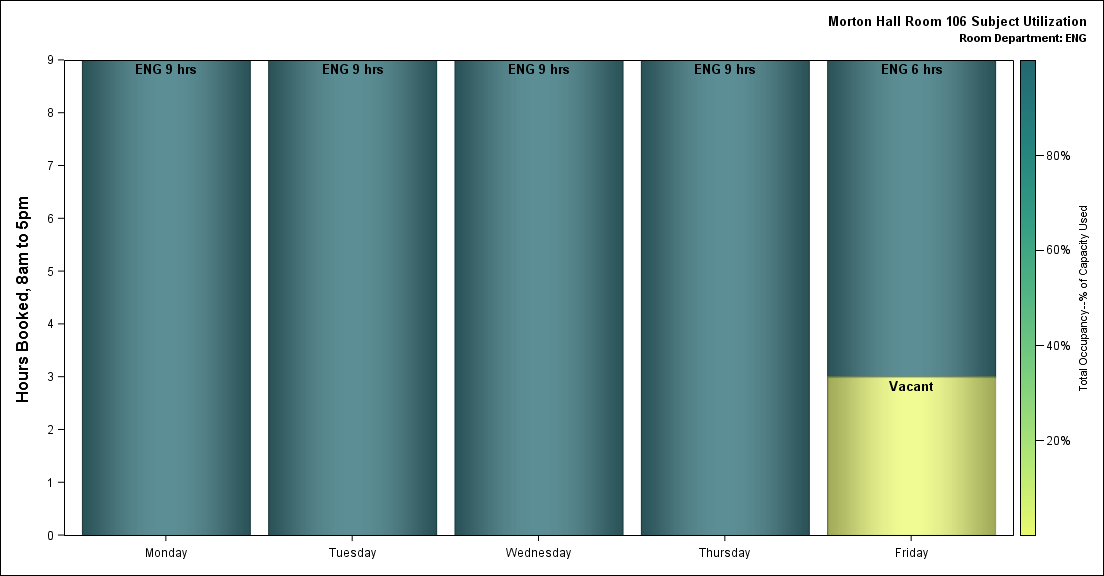 Morton Hall Room 106 Subject Utilization
Room Department: ENG
Hours Booked, 8am to 5pm
9
8
7
6
5
4
3
2
1
0
ENG 9 hrs
ENG 9 hrs
ENG 9 hrs
ENG 9 hrs
ENG 6 hrs
Vacant
Monday
Tuesday
Wednesday
Thursday
Friday
80%
60%
40%
20%
Total Occupancy--% of Capacity Used